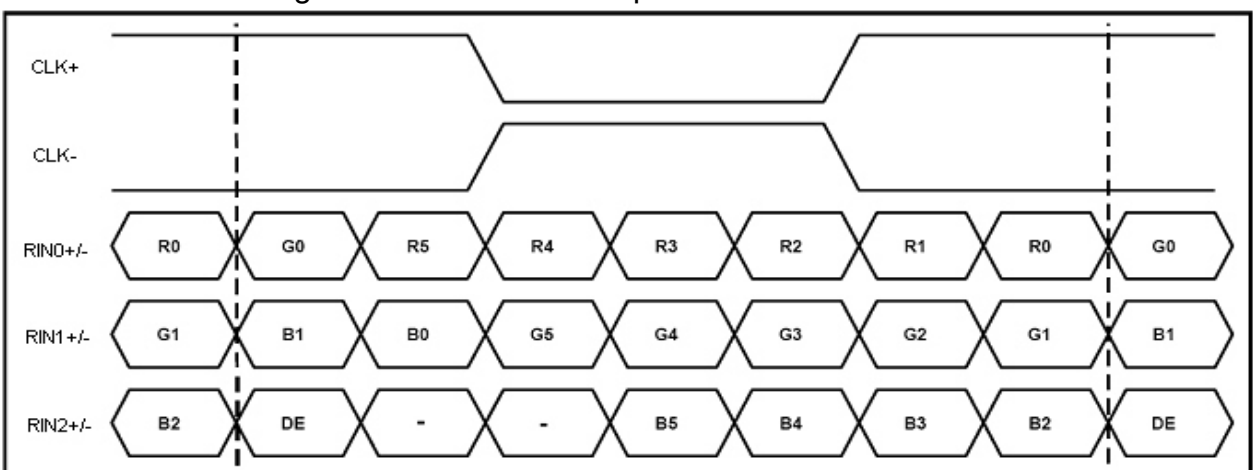 CLK+
CLK-
RIN0+/- R0 G0 R5 R4 R3 R2 R1 R0 G0
RIN1+/- G1 B1 B0 G5 G4 G3 G2 G1 B1
RIN2+/- B2 DE - - B5 B4 B3 B2 DE